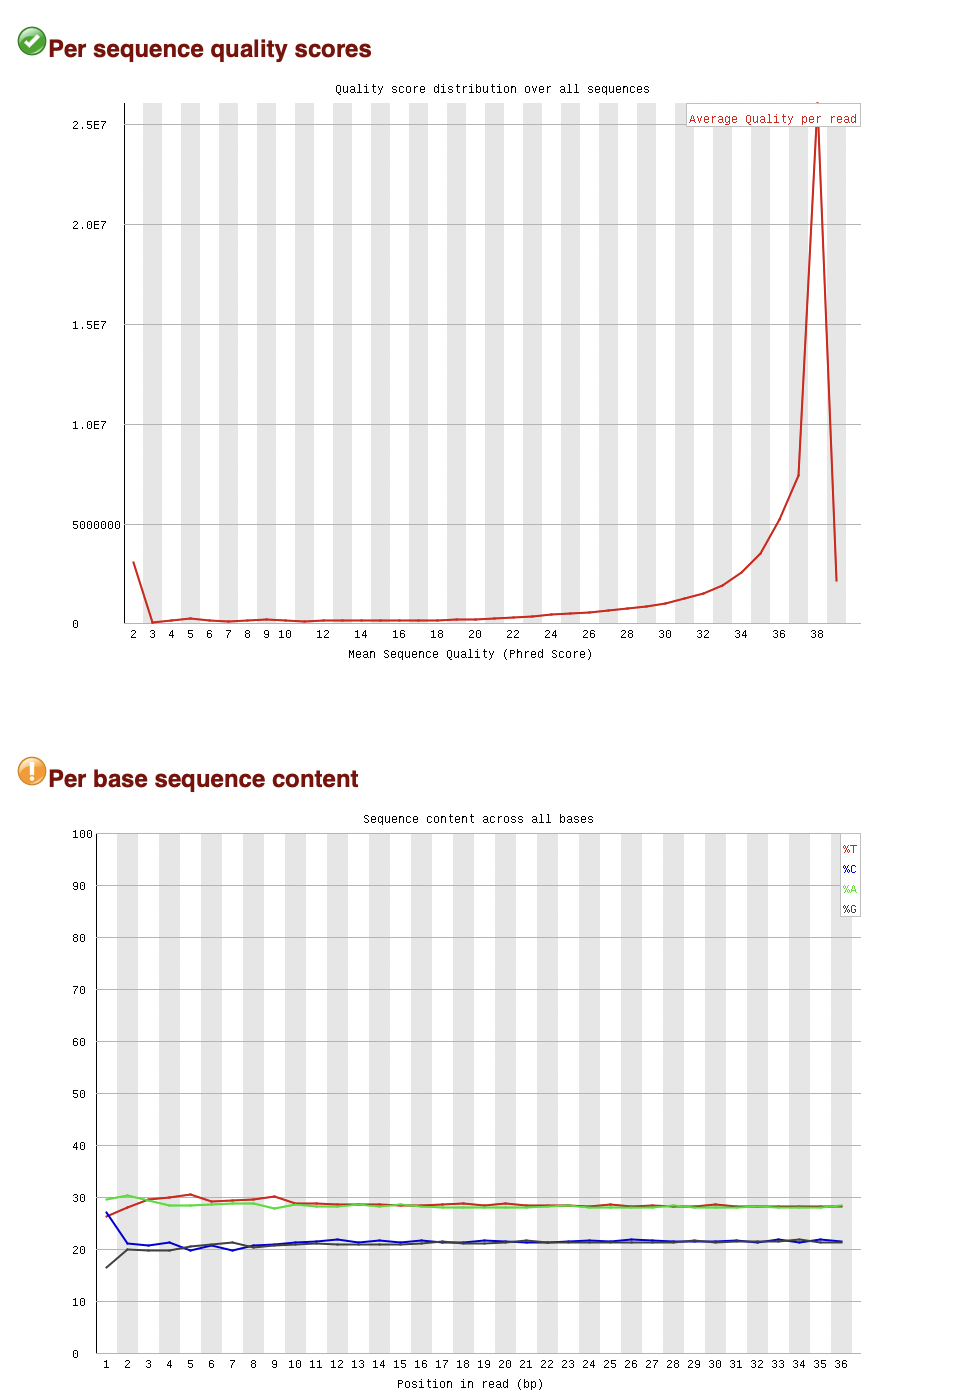 Per sequence quality scores
Quality score distribution over all sequences
Average Quality per read
2.5E7
2.0E7
1.5E7
1.0E7
5000000
0
2 3 4 5 6 7 8 9 10 12 14 16 18 20 22 24 26 28 30 32 34 36 38
Mean Sequence Quality (Phred Score)
Per base sequence content
Sequence content across all bases
%T
%C
%A
%G
100
90
80
70
60
50
40
30
20
10
0
1 2 3 4 5 6 7 8 9 10 11 12 13 14 15 16 17 18 19 20 21 22 23 24 25 26 27 28 29 30 31 32 33 34 35 36
Position in read (bp)